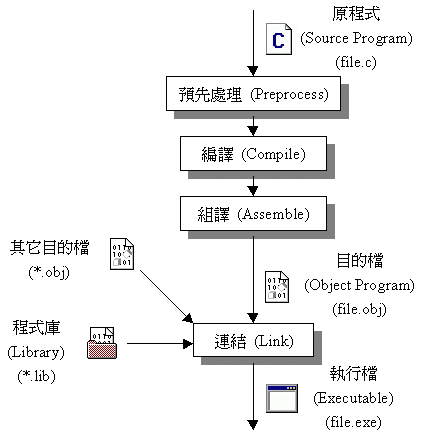 原程式
(Source Program)
(file.c)
C
預先處理 (Preprocess)
編譯 (Compile)
組譯 (Assemble)
其它目的檔
(*.obj)
目的檔
(Object Program)
(file.obj)
程式庫
(Library)
(*.lib)
連結 (Link)
執行檔
(Executable)
(file.exe)